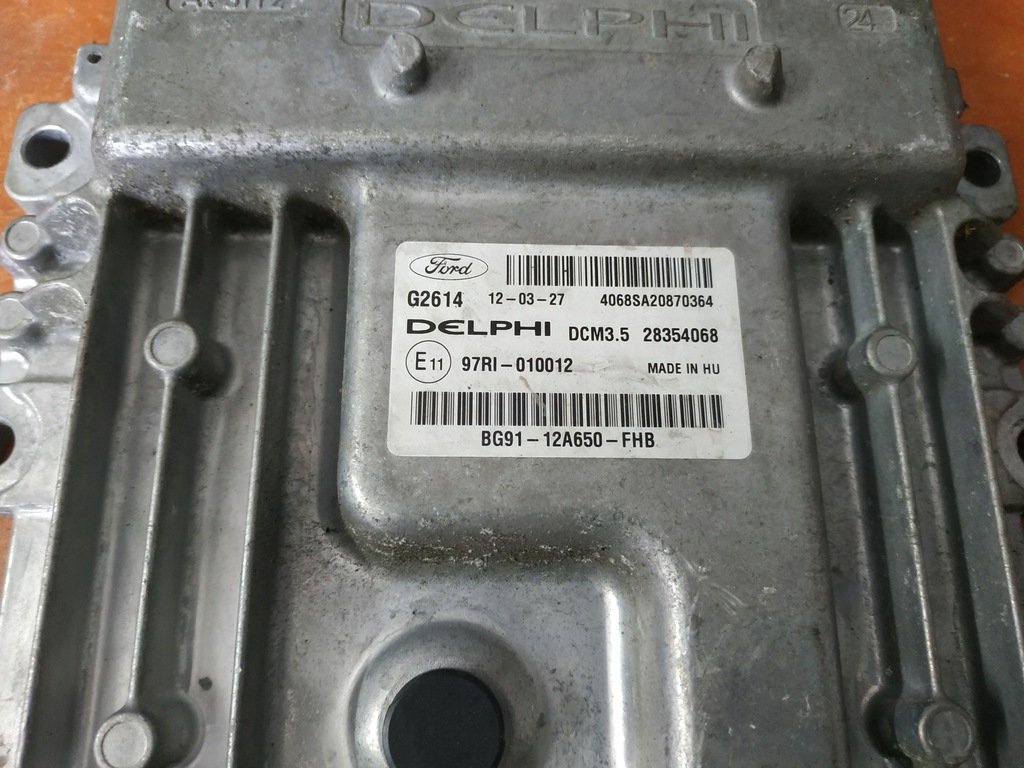 DELPHI
24
Ford
G2614 12-03-27 4068SA20870364
DELPHI DCM3.5 28354068
E11 97RI-010012 MADE IN HU
BG91-12A650-FHB